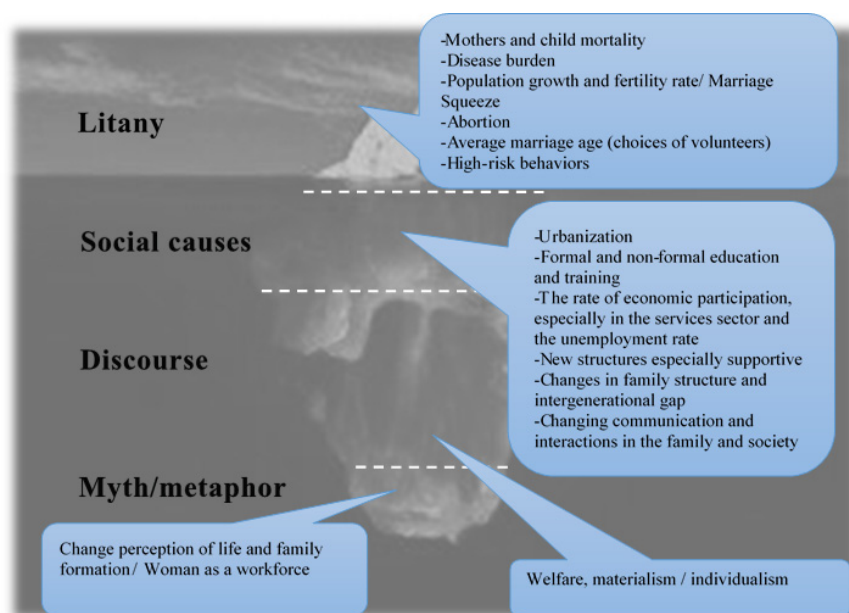 -Mothers and child mortality
-Disease burden
-Population growth and fertility rate/ Marriage
Squeeze
-Abortion
-Average marriage age (choices of volunteers)
-High-risk behaviors
Litany
Social causes
-Urbanization
-Formal and non-formal education
and training
-The rate of economic participation,
especially in the services sector and
the unemployment rate
-New structures especially supportive
-Changes in family structure and
intergenerational gap
-Changing communication and
interactions in the family and society
Discourse
Myth/metaphor
Change perception of life and family
formation/ Woman as a workforce
Welfare, materialism / individualism